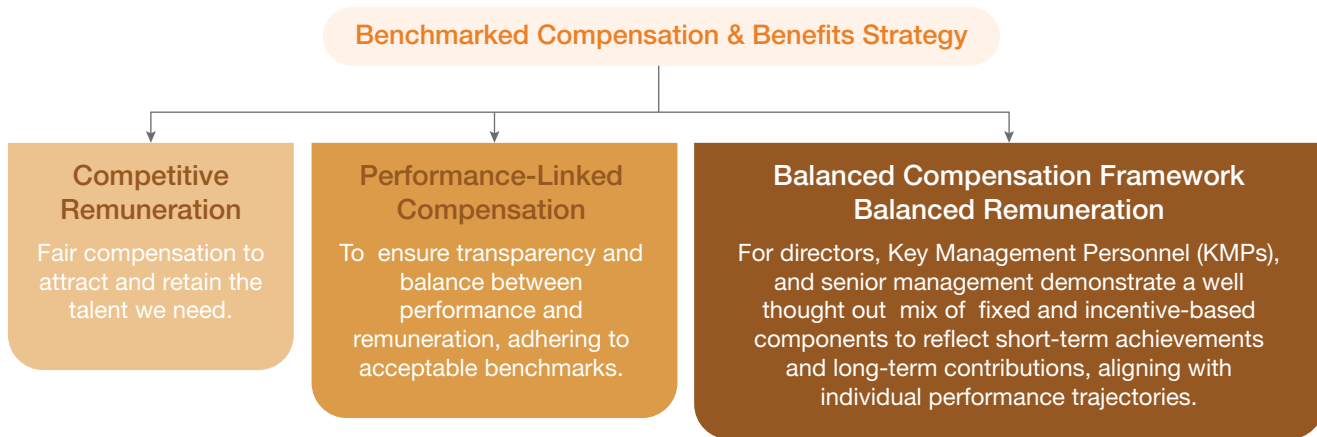 Benchmarked Compensation & Benefits Strategy
Competitive
Remuneration
Fair compensation to
attract and retain the
talent we need.
Performance-Linked
Compensation
To ensure transparency and
balance between
performance and
remuneration, adhering to
acceptable benchmarks.
Balanced Compensation Framework
Balanced Remuneration
For directors, Key Management Personnel (KMPs),
and senior management demonstrate a well
thought out mix of fixed and incentive-based
components to reflect short-term achievements
and long-term contributions, aligning with
individual performance trajectories.